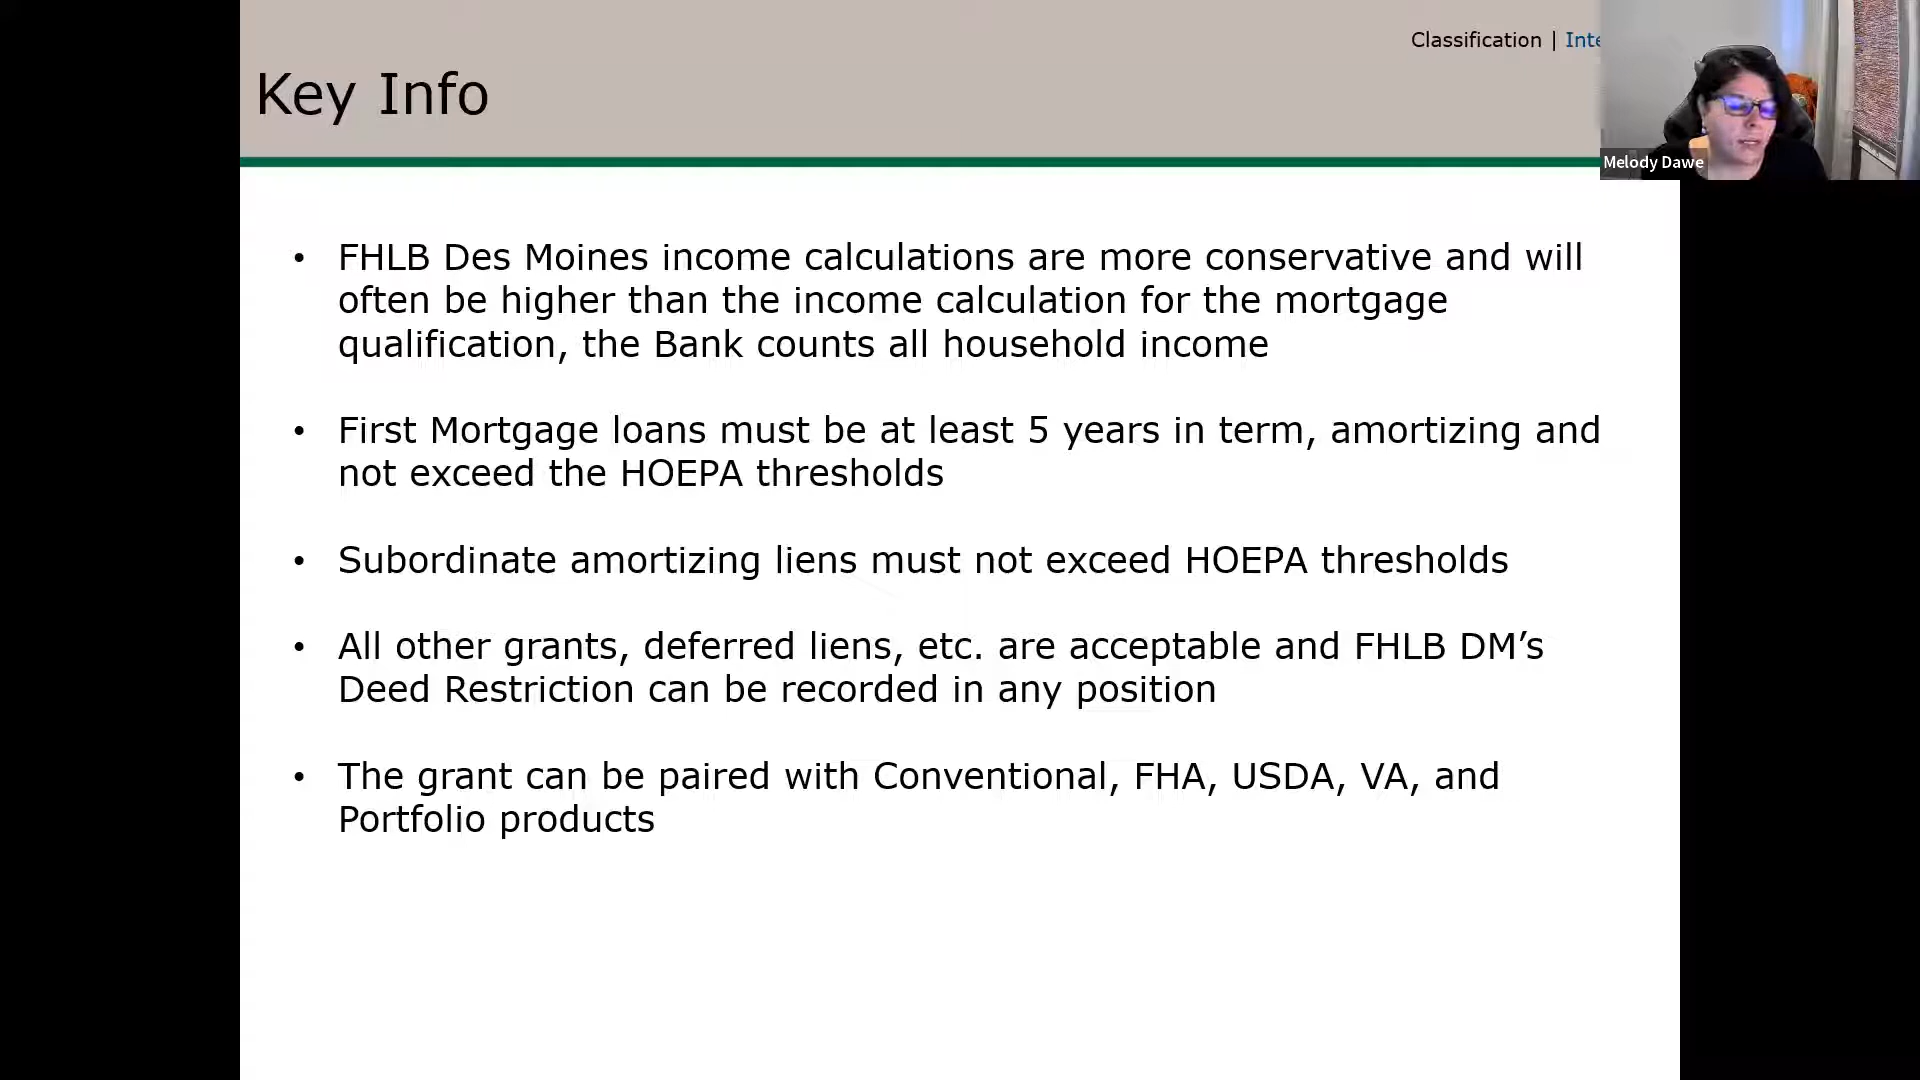 Classification | Inte
Key Info
Melody Dawe
• FHLB Des Moines income calculations are more conservative and will
often be higher than the income calculation for the mortgage
qualification, the Bank counts all household income
• First Mortgage loans must be at least 5 years in term, amortizing and
not exceed the HOEPA thresholds
• Subordinate amortizing liens must not exceed HOEPA thresholds
• All other grants, deferred liens, etc. are acceptable and FHLB DM’s
Deed Restriction can be recorded in any position
• The grant can be paired with Conventional, FHA, USDA, VA, and
Portfolio products